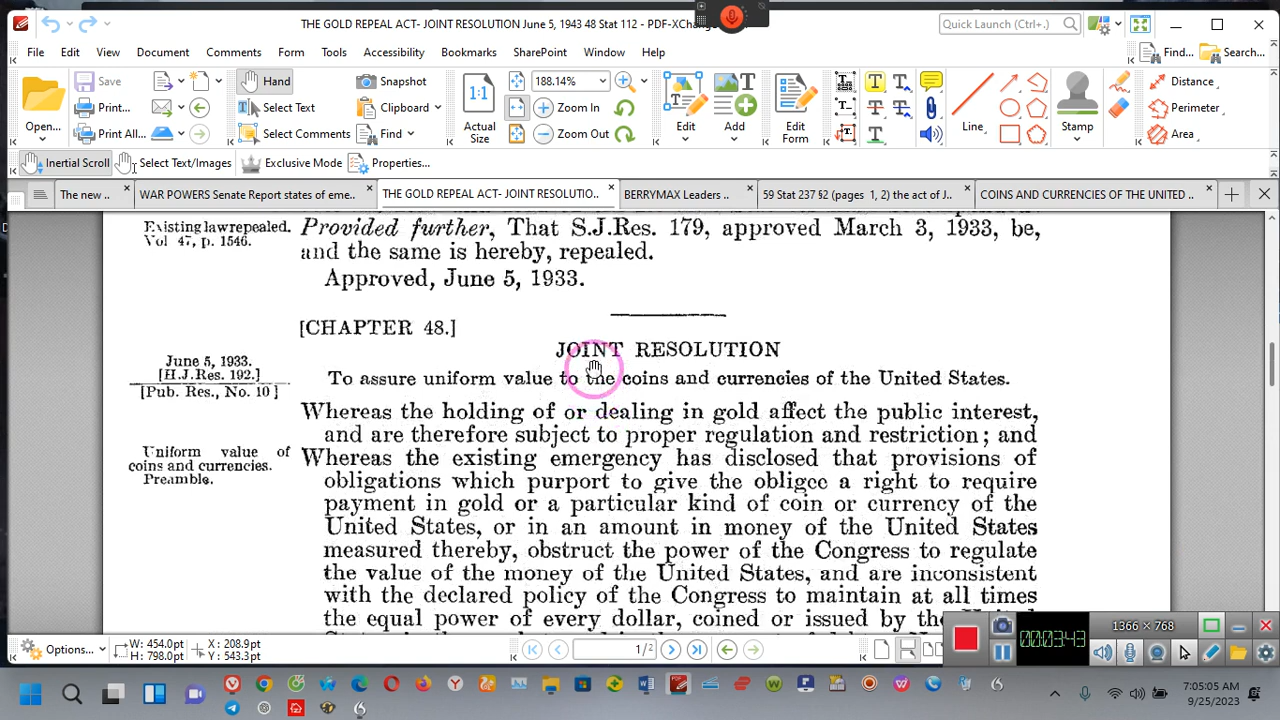 THE GOLD REPEAL ACT- JOINT RESOLUTION June 5, 1943 48 Stat 112 - PDF-XChang
Quick Launch (Ctrl+.)
File Edit View Document Comments Form Tools Accessibility Bookmarks SharePoint Window Help
Find... Search...
Open...
Save
Print...
Print All...
Hand
Select Text
Select Comments
Snapshot
Clipboard
Find
1:1
Actual Size
188.14%
Zoom In
Zoom Out
Edit
Add
Edit Form
Line
Stamp
Distance
Perimeter
Area
Inertial Scroll Select Text/Images Exclusive Mode Properties...
The new .. WAR POWERS Senate Report states of eme... THE GOLD REPEAL ACT- JOINT RESOLUTIO.. BERRYMAX Leaders .. 59 Stat 237 §2 (pages 1, 2) the act of J.. COINS AND CURRENCIES OF THE UNITED ..
Existing law repealed.
Vol 47, p. 1546.
Provided further, That S.J.Res. 179, approved March 3, 1933, be,
and the same is hereby, repealed.
Approved, June 5, 1933.
[CHAPTER 48.]
JOINT RESOLUTION
June 5, 1933.
[H.J.Res. 192.]
[Pub. Res., No. 10]
To assure uniform value to the coins and currencies of the United States.
Whereas the holding of or dealing in gold affect the public interest,
and are therefore subject to proper regulation and restriction; and
Uniform value of
coins and currencies.
Preamble.
Whereas the existing emergency has disclosed that provisions of
obligations which purport to give the obligee a right to require
payment in gold or a particular kind of coin or currency of the
United States, or in an amount in money of the United States
measured thereby, obstruct the power of the Congress to regulate
the value of the money of the United States, and are inconsistent
with the declared policy of the Congress to maintain at all times
the equal power of every dollar, coined or issued by the United
Options...
W: 454.0pt
H: 798.0pt
X: 208.9pt
Y: 543.3pt
1/2
00:03:43
1366 × 768
7:05:05 AM
9/25/2023